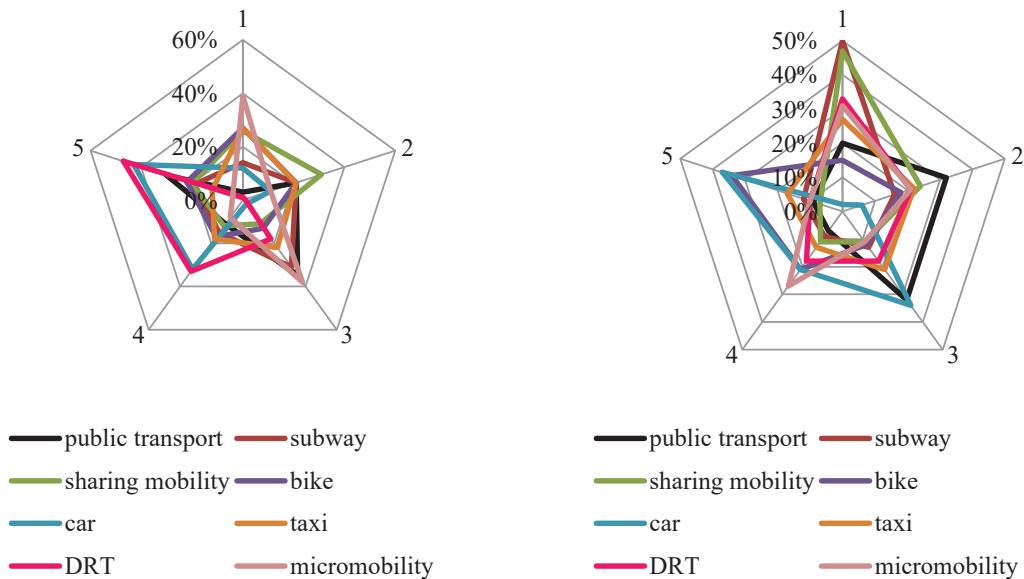 1
60%
40%
20%
0%
5
2
4
3
public transport
subway
sharing mobility
bike
car
taxi
DRT
micromobility
1
50%
40%
30%
20%
10%
0%
5
2
4
3
public transport
subway
sharing mobility
bike
car
taxi
DRT
micromobility